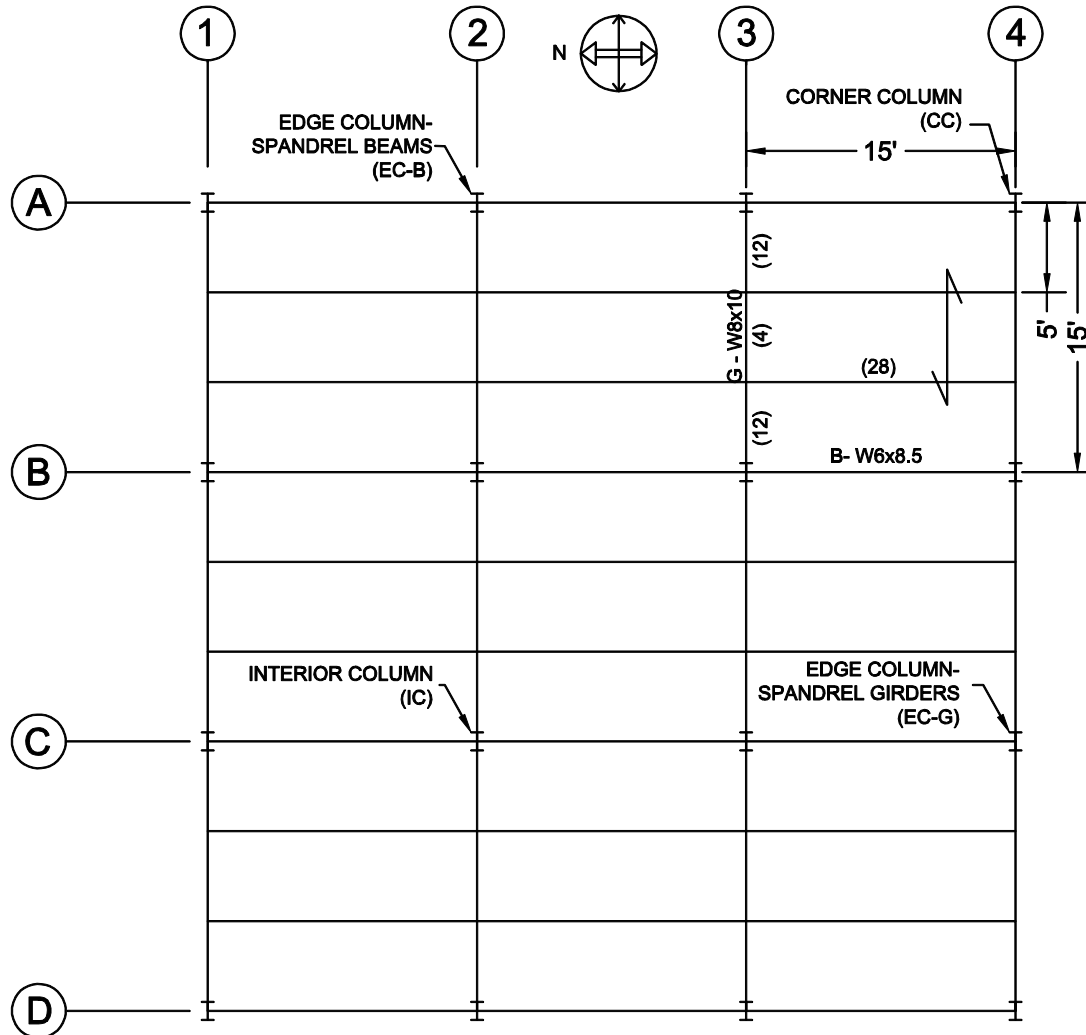 1
2
3
4
N
CORNER COLUMN
(CC)
EDGE COLUMN-
SPANDREL BEAMS
(EC-B)
15'
A
(12)
G - W8x10
(4)
5'
15'
(28)
(12)
B- W6x8.5
B
INTERIOR COLUMN
(IC)
EDGE COLUMN-
SPANDREL GIRDERS
(EC-G)
C
D